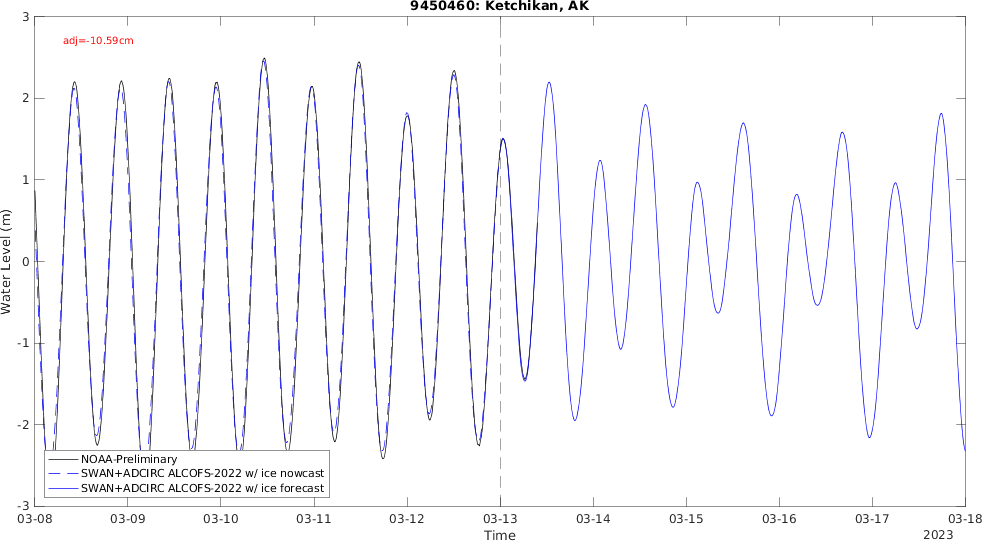 9450460: Ketchikan, AK
adj=-10.59cm
3
2
1
0
-1
-2
-3
Water Level (m)
NOAA-Preliminary
SWAN+ADCIRC ALCOFS-2022 w/ ice nowcast
SWAN+ADCIRC ALCOFS-2022 w/ ice forecast
03-08 03-09 03-10 03-11 03-12 03-13 03-14 03-15 03-16 03-17 03-18
Time
2023